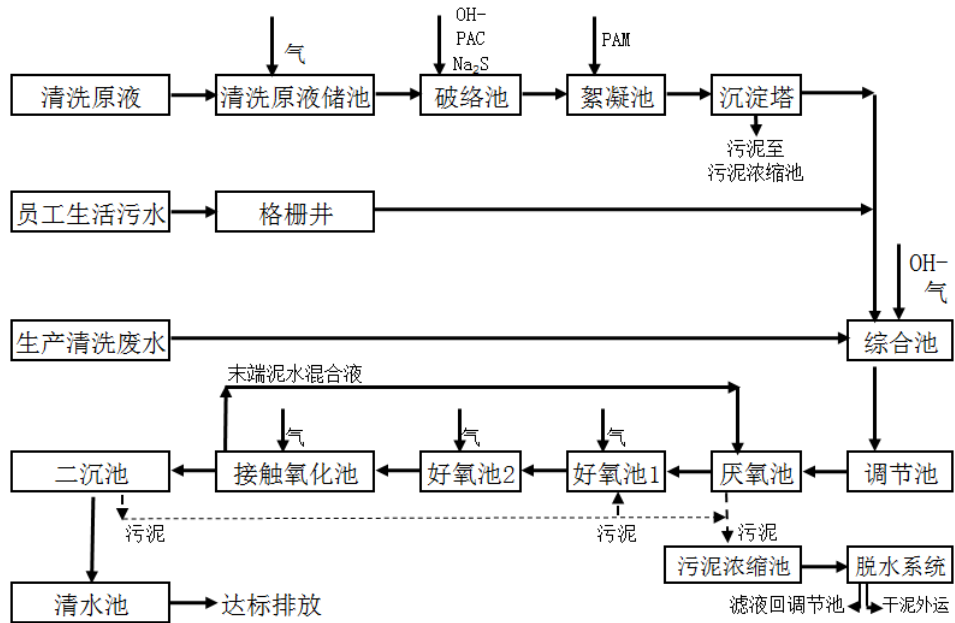 OH-
PAC
Na₂S
气
PAM
清洗原液
清洗原液储池
破络池
絮凝池
沉淀塔
污泥至
污泥浓缩池
员工生活污水
格栅井
OH-
气
生产清洗废水
综合池
末端泥水混合液
气
气
气
二沉池
接触氧化池
好氧池2
好氧池1
厌氧池
调节池
污泥
污泥
污泥
污泥浓缩池
脱水系统
清水池
达标排放
滤液回调节池
干泥外运